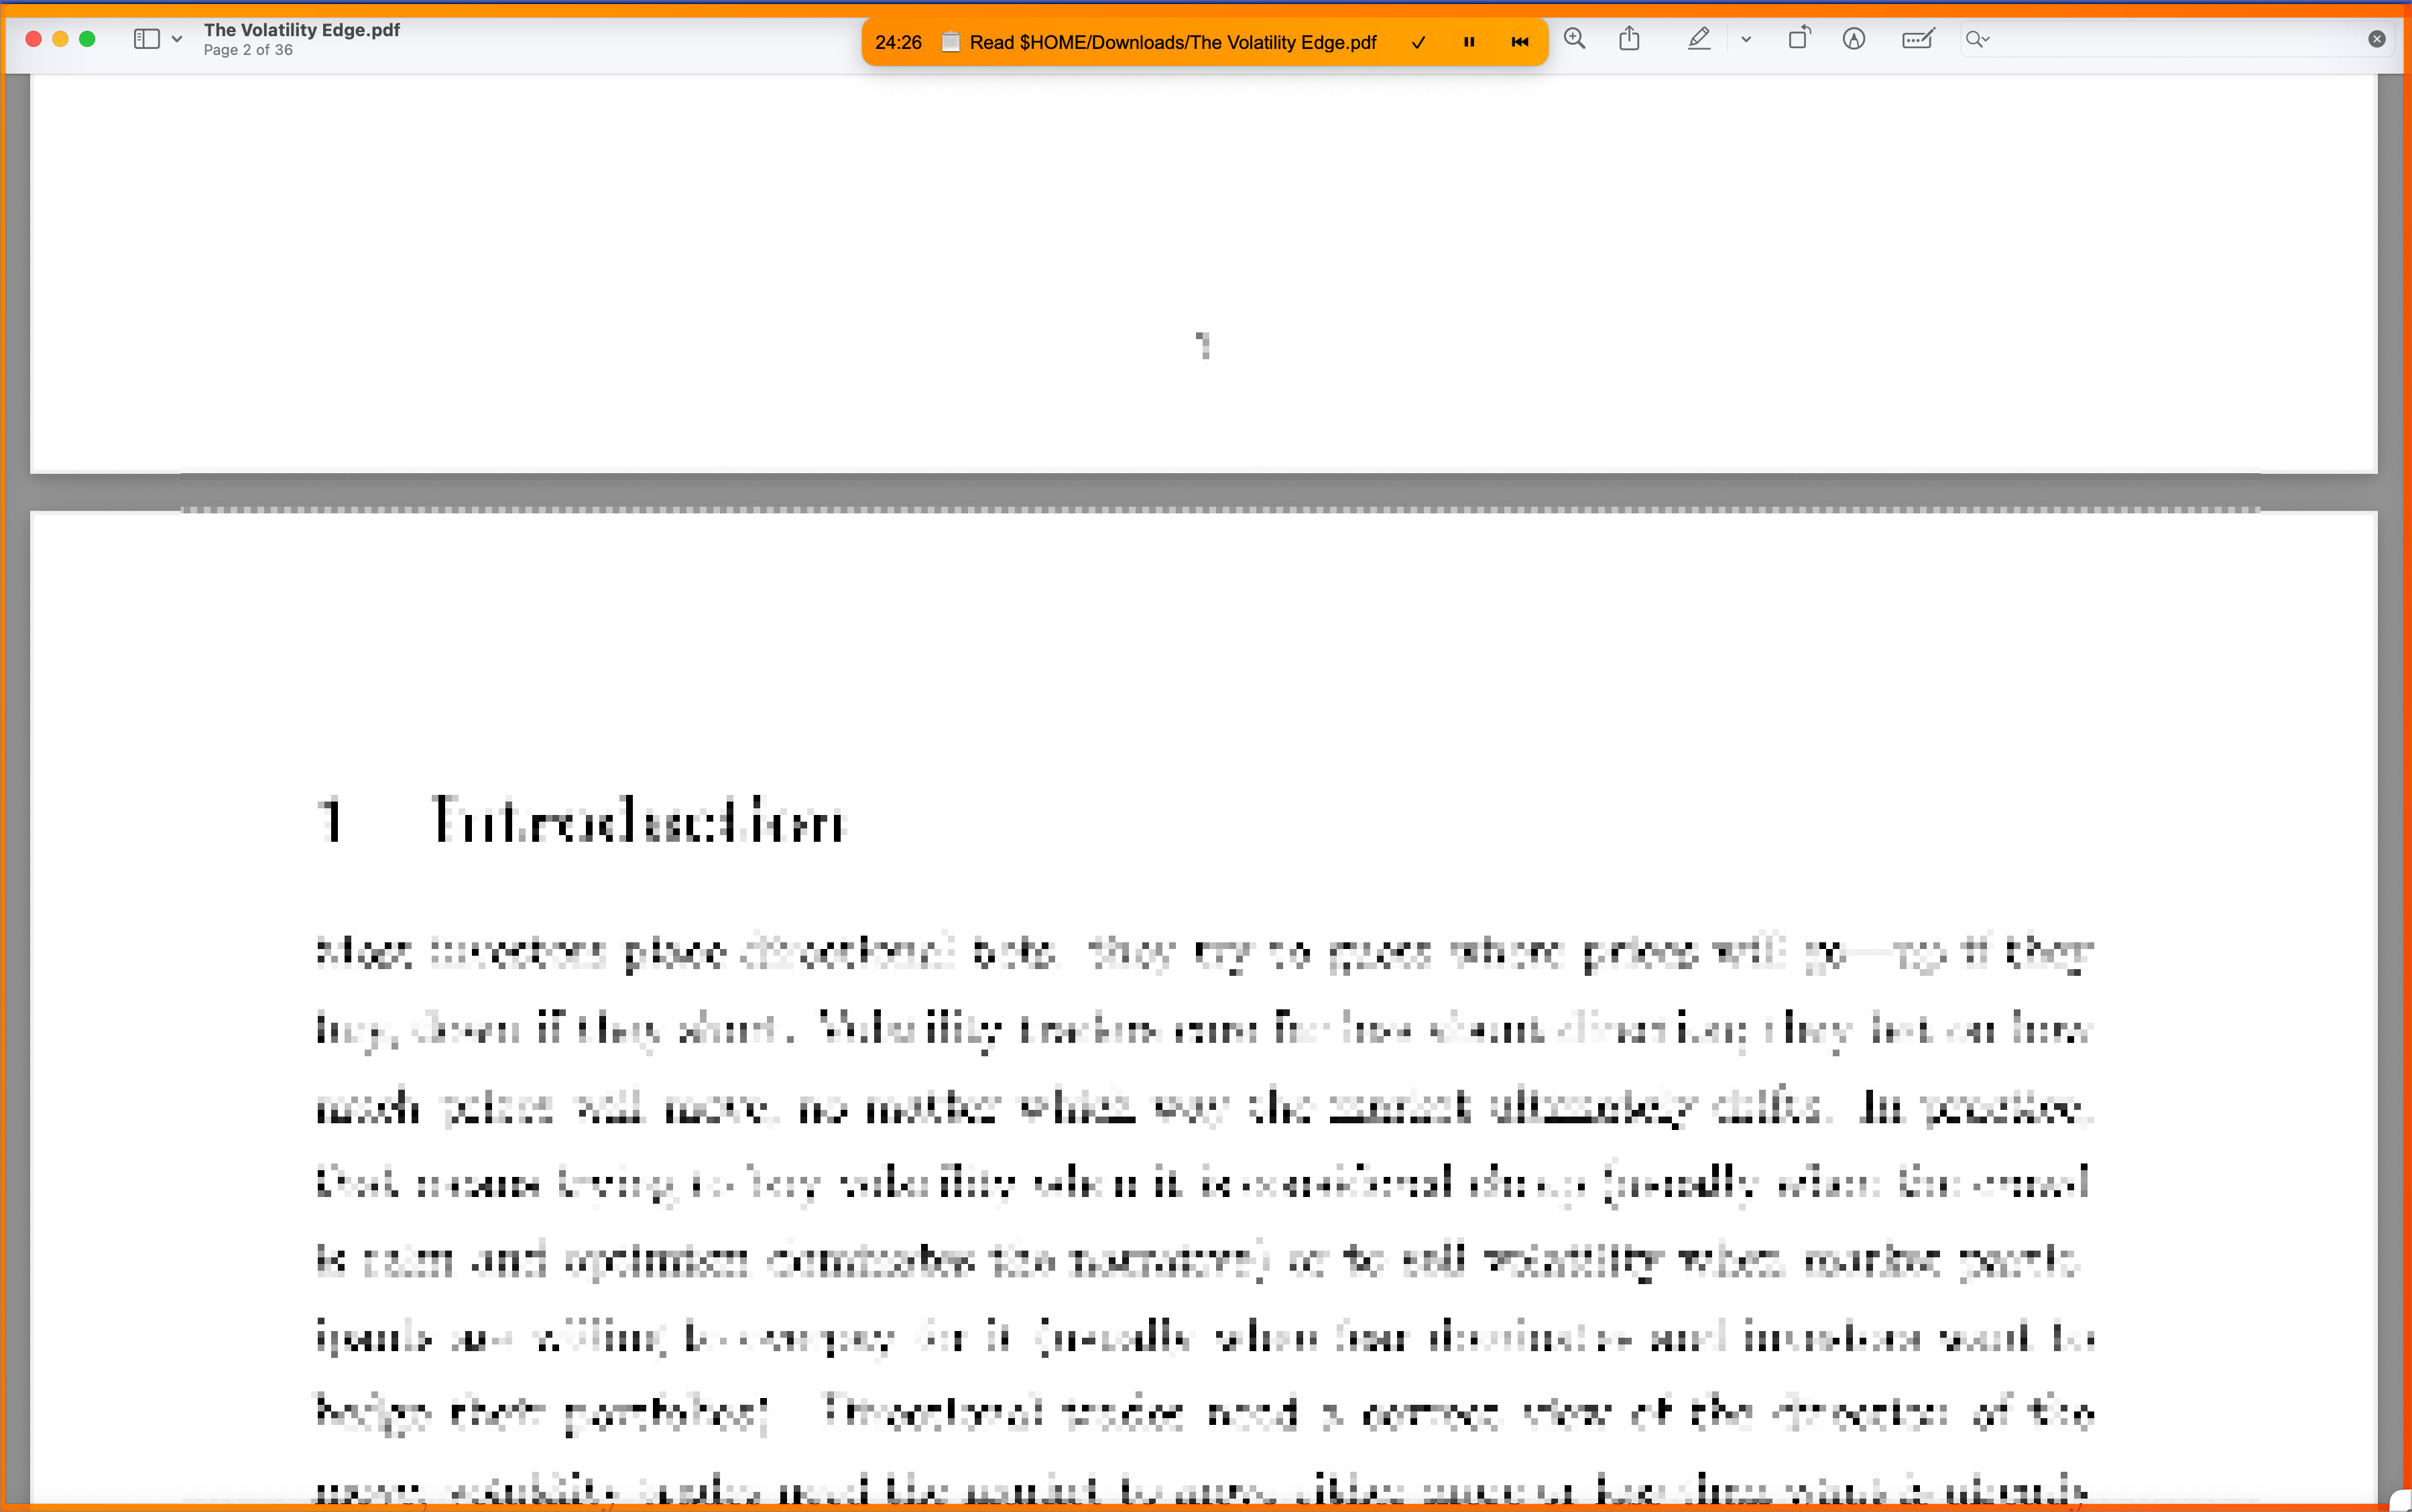 The Volatility Edge.pdf
Page 2 of 36
24:26 Read $HOME/Downloads/The Volatility Edge.pdf
1
1 Introduction
Most investors place directional bets they try to guess where prices will go—up if they
buy, down if they short. Volatility traders care far less about direction; they bet on how
much prices will move, no matter which way the market ultimately drifts. In practice,
that means trying to buy volatility when it is considered cheap (usually when the crowd
is calm and optimism dominates the narrative) or to sell volatility when market partic-
ipants are willing to overpay for it (usually when fear dominates and investors want to
hedge their portfolios). Directional traders need a correct view of the direction of the